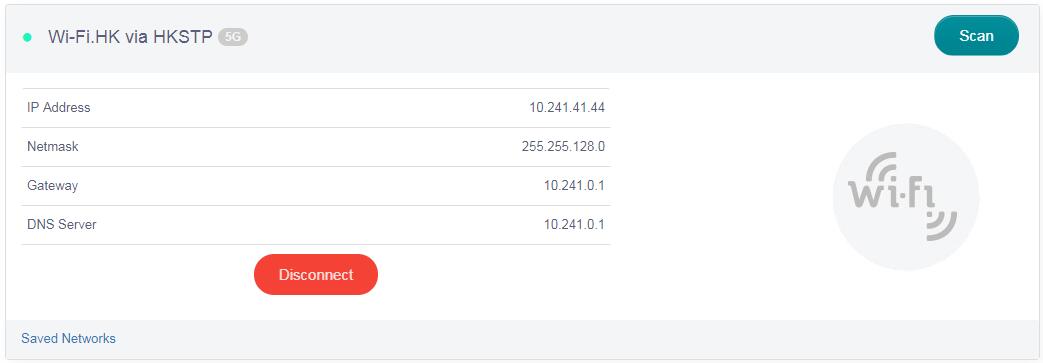 Wi-Fi.HK via HKSTP 5G Scan
IP Address 10.241.41.44
Netmask 255.255.128.0
Gateway 10.241.0.1
DNS Server 10.241.0.1
wi-fi
Disconnect
Saved Networks